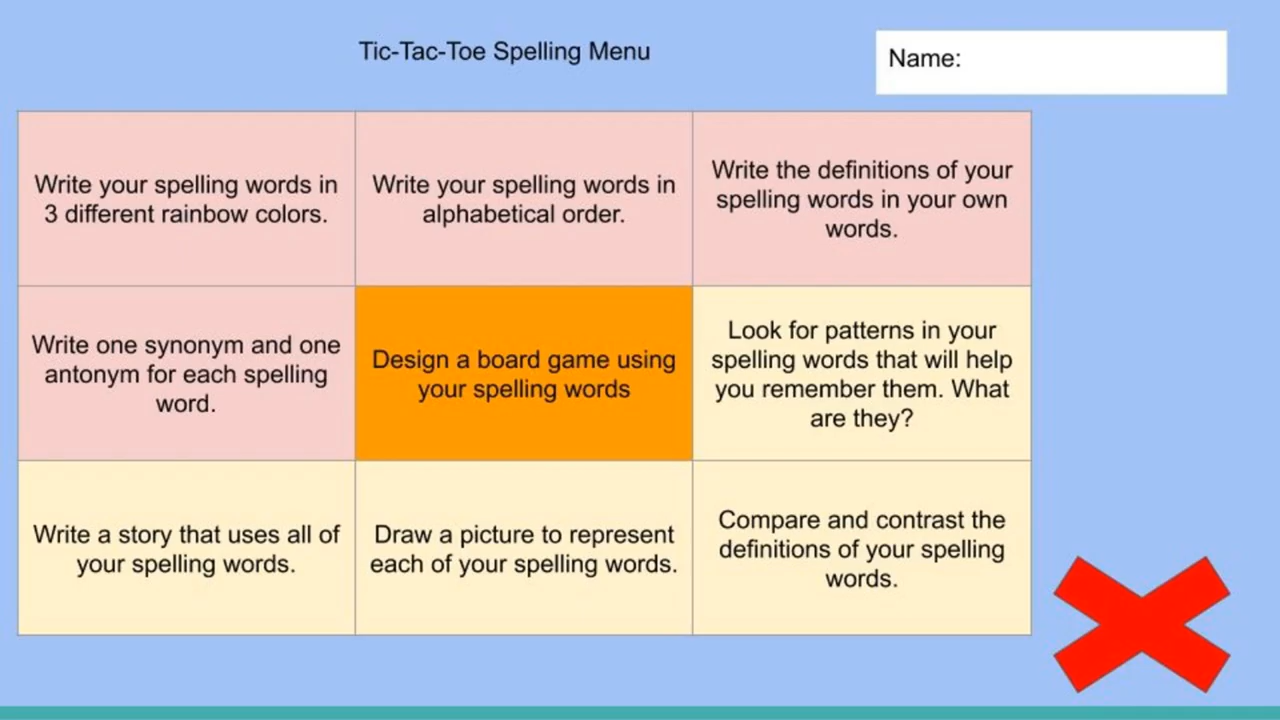 Tic-Tac-Toe Spelling Menu
Name:
Write your spelling words in
3 different rainbow colors.
Write your spelling words in
alphabetical order.
Write the definitions of your
spelling words in your own
words.
Write one synonym and one
antonym for each spelling
word.
Design a board game using
your spelling words
Look for patterns in your
spelling words that will help
you remember them. What
are they?
Write a story that uses all of
your spelling words.
Draw a picture to represent
each of your spelling words.
Compare and contrast the
definitions of your spelling
words.